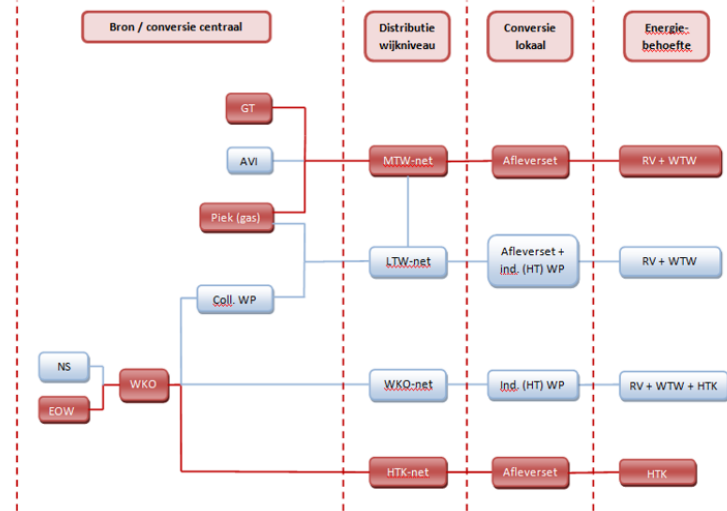 Bron / conversie centraal
Distributie
wijkniveau
Conversie
lokaal
Energie-
behoefte
GT
AVI
MTW-net
Afleverset
RV + WTW
Piek (gas)
LTW-net
Afleverset +
ind. (HT) WP
RV + WTW
Coll. WP
NS
WKO
WKO-net
Ind. (HT) WP
RV + WTW + HTK
EOW
HTK-net
Afleverset
HTK